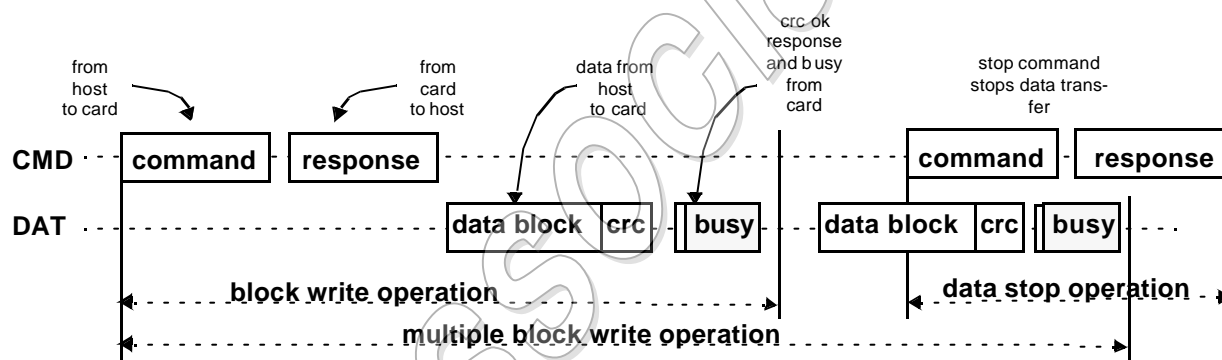 crc ok
response
and busy
from
card
from
host
to card
from
card
to host
data from
host
to card
stop command
stops data trans-
fer
CMD command response command response
DAT data block crc busy data block crc busy
block write operation data stop operation
multiple block write operation